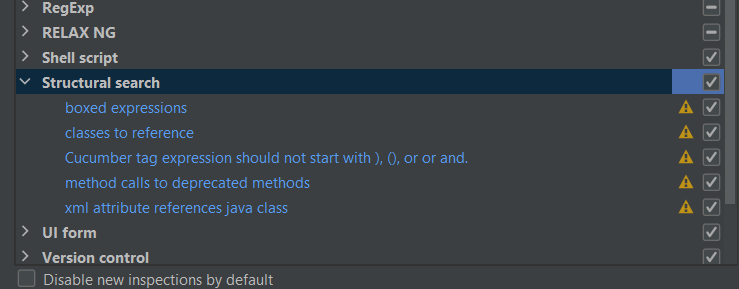 RegExp
RELAX NG
Shell script
Structural search
boxed expressions
classes to reference
Cucumber tag expression should not start with ), (), or or and.
method calls to deprecated methods
xml attribute references java class
UI form
Version control
Disable new inspections by default